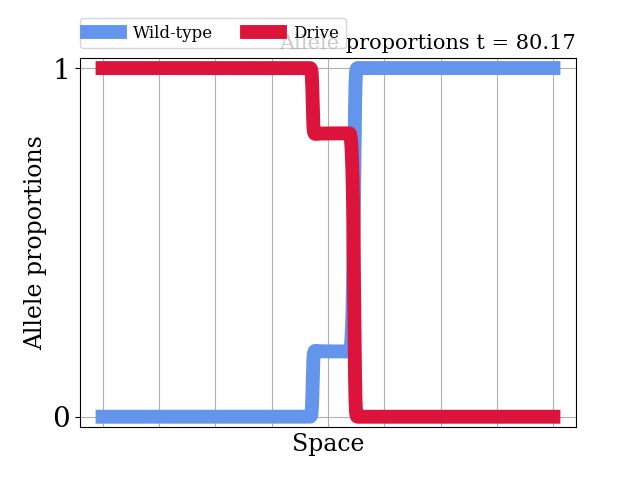 Wild-type Drive
Allele proportions t = 80.17
1
Allele proportions
0
Space